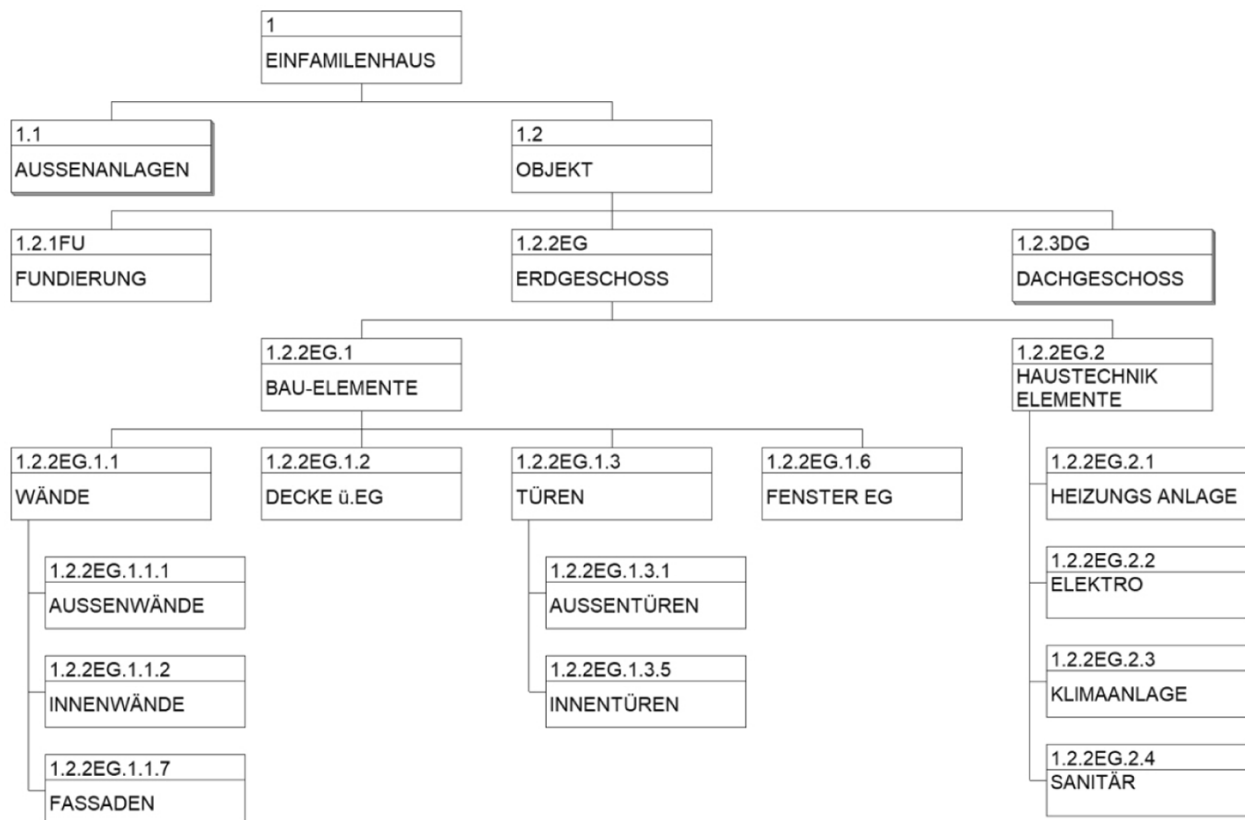 1
EINFAMILENHAUS
1.1
AUSSENANLAGEN
1.2
OBJEKT
1.2.1FU
FUNDIERUNG
1.2.2EG
ERDGESCHOSS
1.2.3DG
DACHGESCHOSS
1.2.2EG.1
BAU-ELEMENTE
1.2.2EG.2
HAUSTECHNIK
ELEMENTE
1.2.2EG.1.1
WÄNDE
1.2.2EG.1.2
DECKE ü.EG
1.2.2EG.1.3
TÜREN
1.2.2EG.1.6
FENSTER EG
1.2.2EG.2.1
HEIZUNGS ANLAGE
1.2.2EG.1.1.1
AUSSENWÄNDE
1.2.2EG.1.3.1
AUSSENTÜREN
1.2.2EG.2.2
ELEKTRO
1.2.2EG.1.1.2
INNENWÄNDE
1.2.2EG.1.3.5
INNENTÜREN
1.2.2EG.2.3
KLIMAANLAGE
1.2.2EG.1.1.7
FASSADEN
1.2.2EG.2.4
SANITÄR